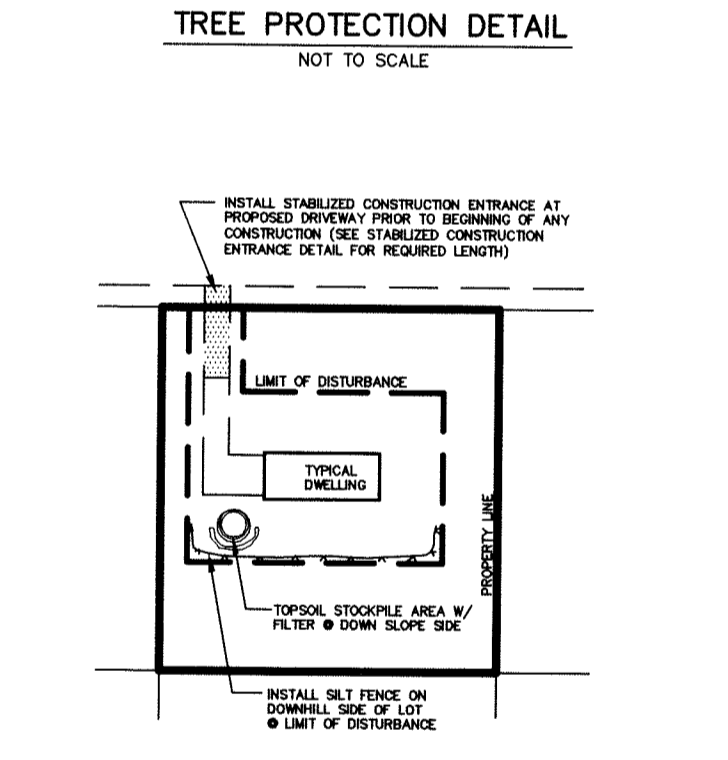 TREE PROTECTION DETAIL
NOT TO SCALE
INSTALL STABILIZED CONSTRUCTION ENTRANCE AT
PROPOSED DRIVEWAY PRIOR TO BEGINNING OF ANY
CONSTRUCTION (SEE STABILIZED CONSTRUCTION
ENTRANCE DETAIL FOR REQUIRED LENGTH)
LIMIT OF DISTURBANCE
TYPICAL
DWELLING
PROPERTY LINE
TOPSOIL STOCKPILE AREA W/
FILTER @ DOWN SLOPE SIDE
INSTALL SILT FENCE ON
DOWNHILL SIDE OF LOT
@ LIMIT OF DISTURBANCE